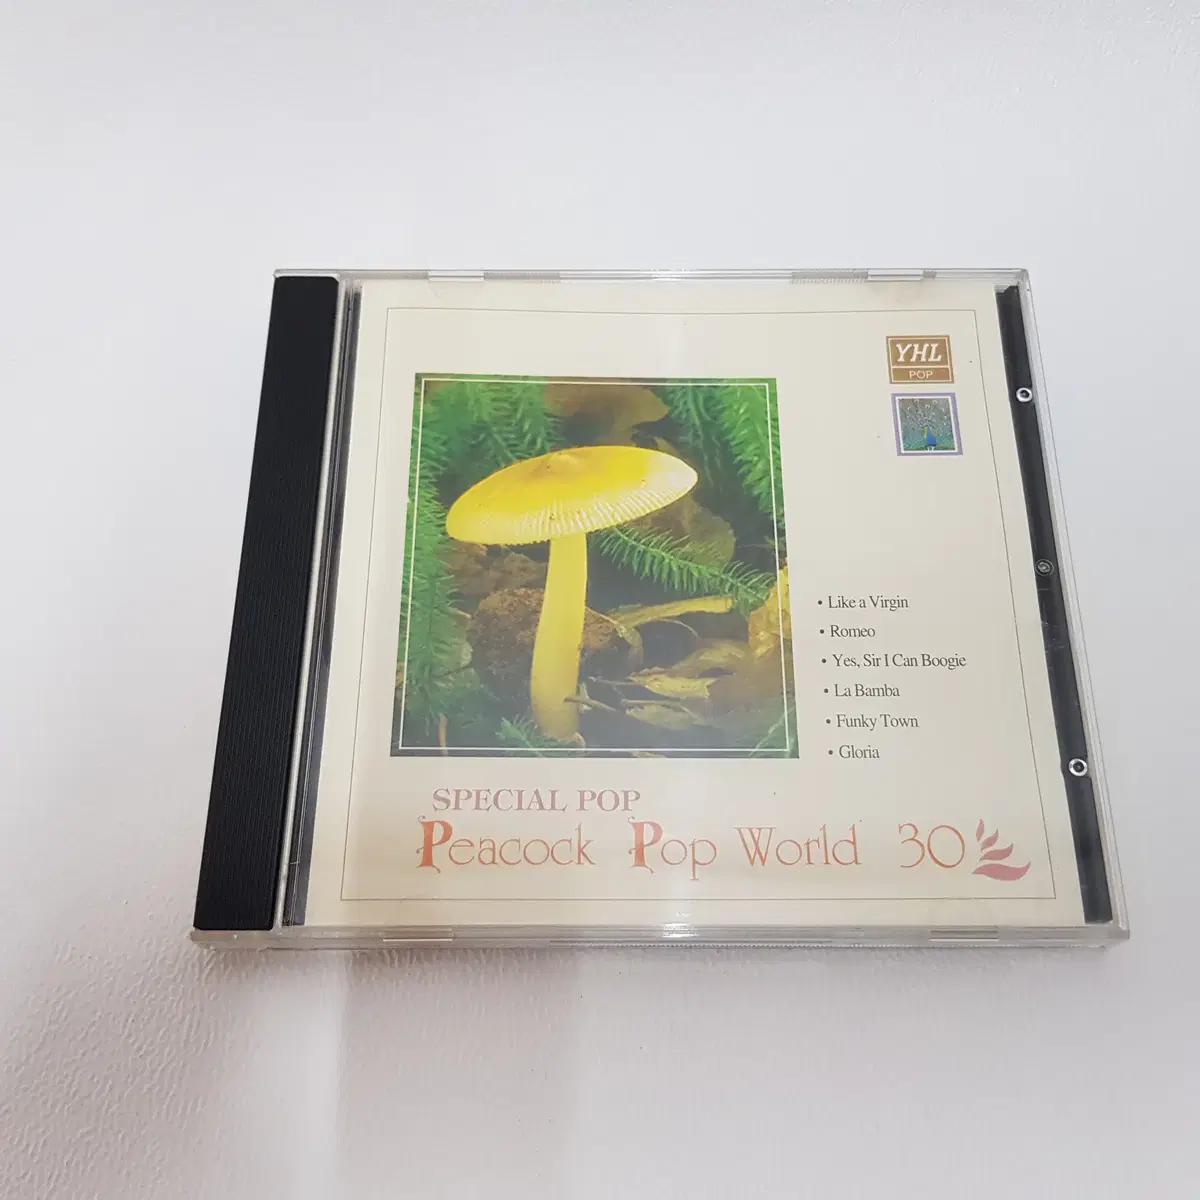 YHL
POP
• Like a Virgin
• Romeo
• Yes, Sir I Can Boogie
• La Bamba
• Funky Town
• Gloria
SPECIAL POP
Peacock Pop World 30